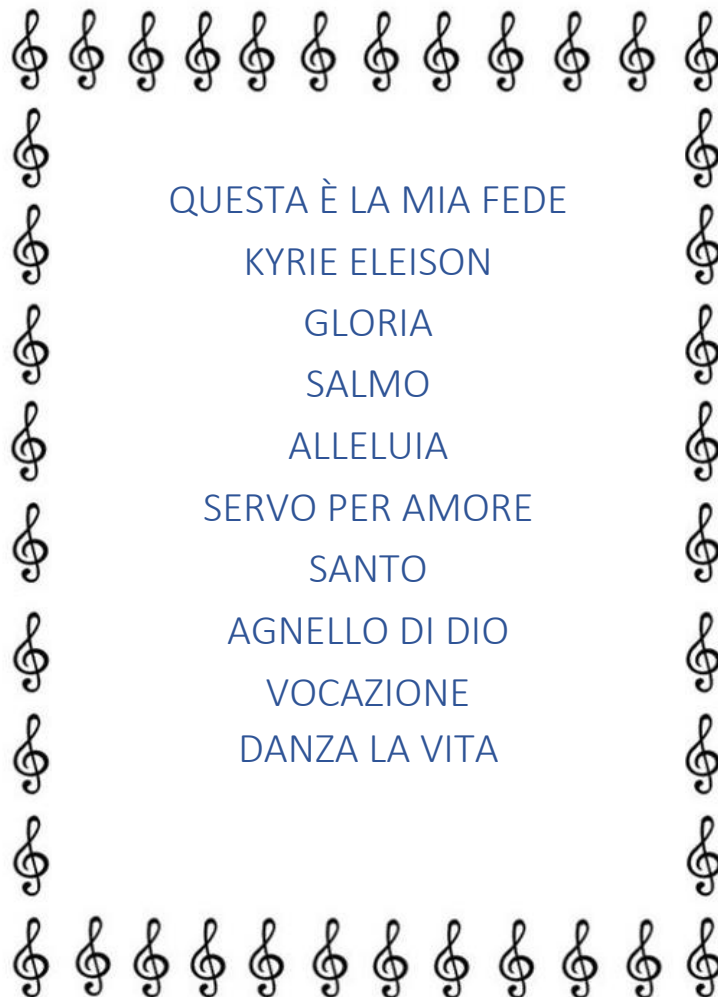 QUESTA È LA MIA FEDE
KYRIE ELEISON
GLORIA
SALMO
ALLELUIA
SERVO PER AMORE
SANTO
AGNELLO DI DIO
VOCAZIONE
DANZA LA VITA